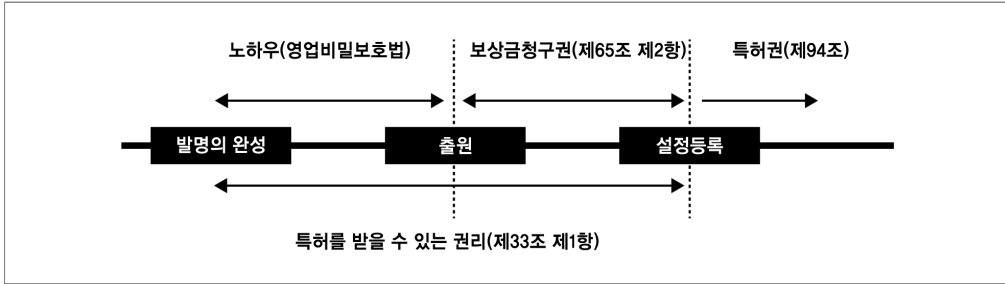 노하우(영업비밀보호법) 보상금청구권(제65조 제2항) 특허권(제94조)
발명의 완성 출원 설정등록
특허를 받을 수 있는 권리(제33조 제1항)